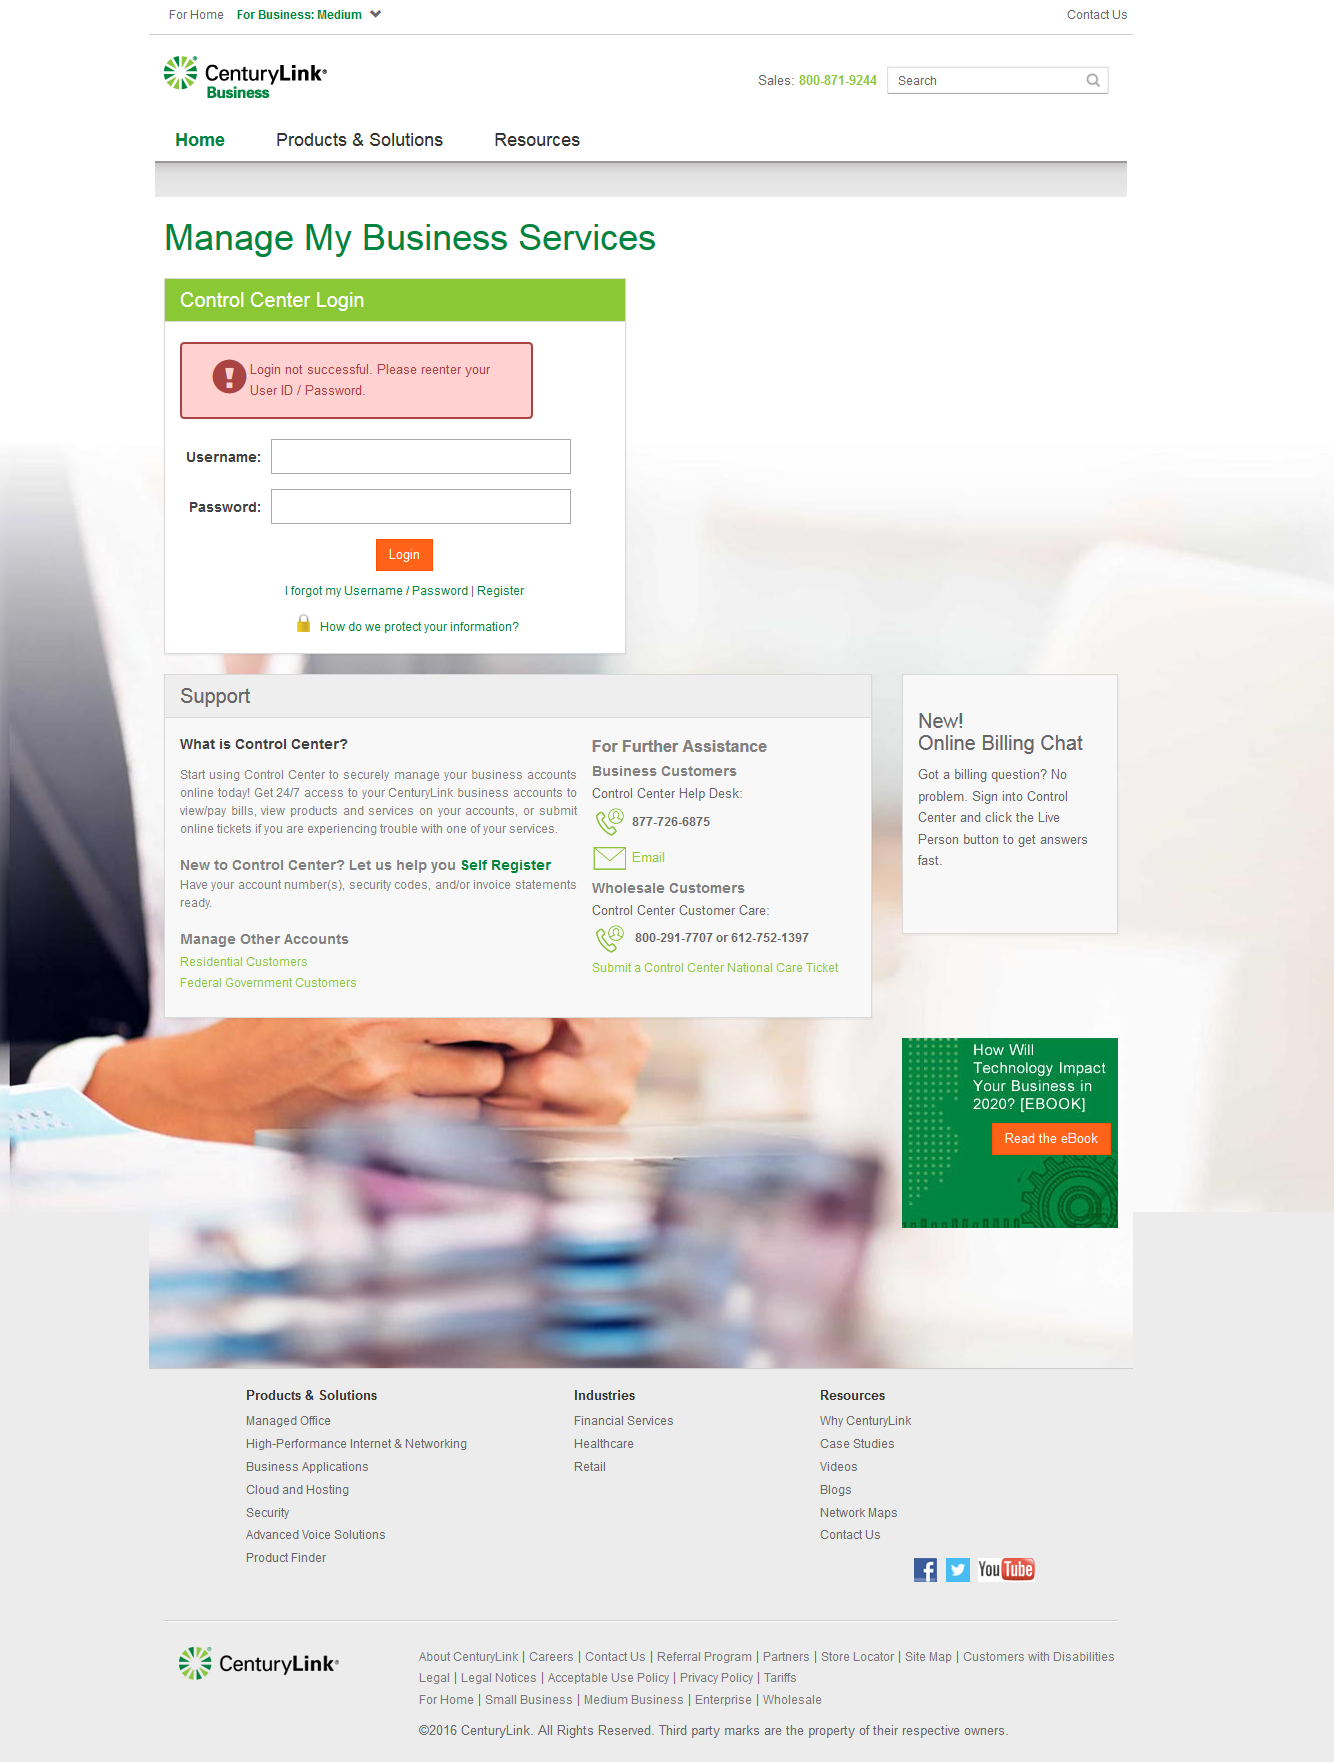 For Home For Business: Medium
Contact Us
CenturyLink®
Business
Sales: 800-871-9244
Search
Home Products & Solutions Resources
Manage My Business Services
Control Center Login
Login not successful. Please reenter your
User ID / Password.
Username:
Password:
Login
I forgot my Username / Password | Register
How do we protect your information?
Support
What is Control Center?
Start using Control Center to securely manage your business accounts
online today! Get 24/7 access to your CenturyLink business accounts to
view/pay bills, view products and services on your accounts, or submit
online tickets if you are experiencing trouble with one of your services.
New to Control Center? Let us help you Self Register
Have your account number(s), security codes, and/or invoice statements
ready.
Manage Other Accounts
Residential Customers
Federal Government Customers
For Further Assistance
Business Customers
Control Center Help Desk:
877-726-6875
Email
Wholesale Customers
Control Center Customer Care:
800-291-7707 or 612-752-1397
Submit a Control Center National Care Ticket
New!
Online Billing Chat
Got a billing question? No
problem. Sign into Control
Center and click the Live
Person button to get answers
fast.
How Will
Technology Impact
Your Business in
2020? [EBOOK]
Read the eBook
Products & Solutions
Managed Office
High-Performance Internet & Networking
Business Applications
Cloud and Hosting
Security
Advanced Voice Solutions
Product Finder
Industries
Financial Services
Healthcare
Retail
Resources
Why CenturyLink
Case Studies
Videos
Blogs
Network Maps
Contact Us
YouTube
CenturyLink®
About CenturyLink | Careers | Contact Us | Referral Program | Partners | Store Locator | Site Map | Customers with Disabilities
Legal | Legal Notices | Acceptable Use Policy | Privacy Policy | Tariffs
For Home | Small Business | Medium Business | Enterprise | Wholesale
©2016 CenturyLink. All Rights Reserved. Third party marks are the property of their respective owners.